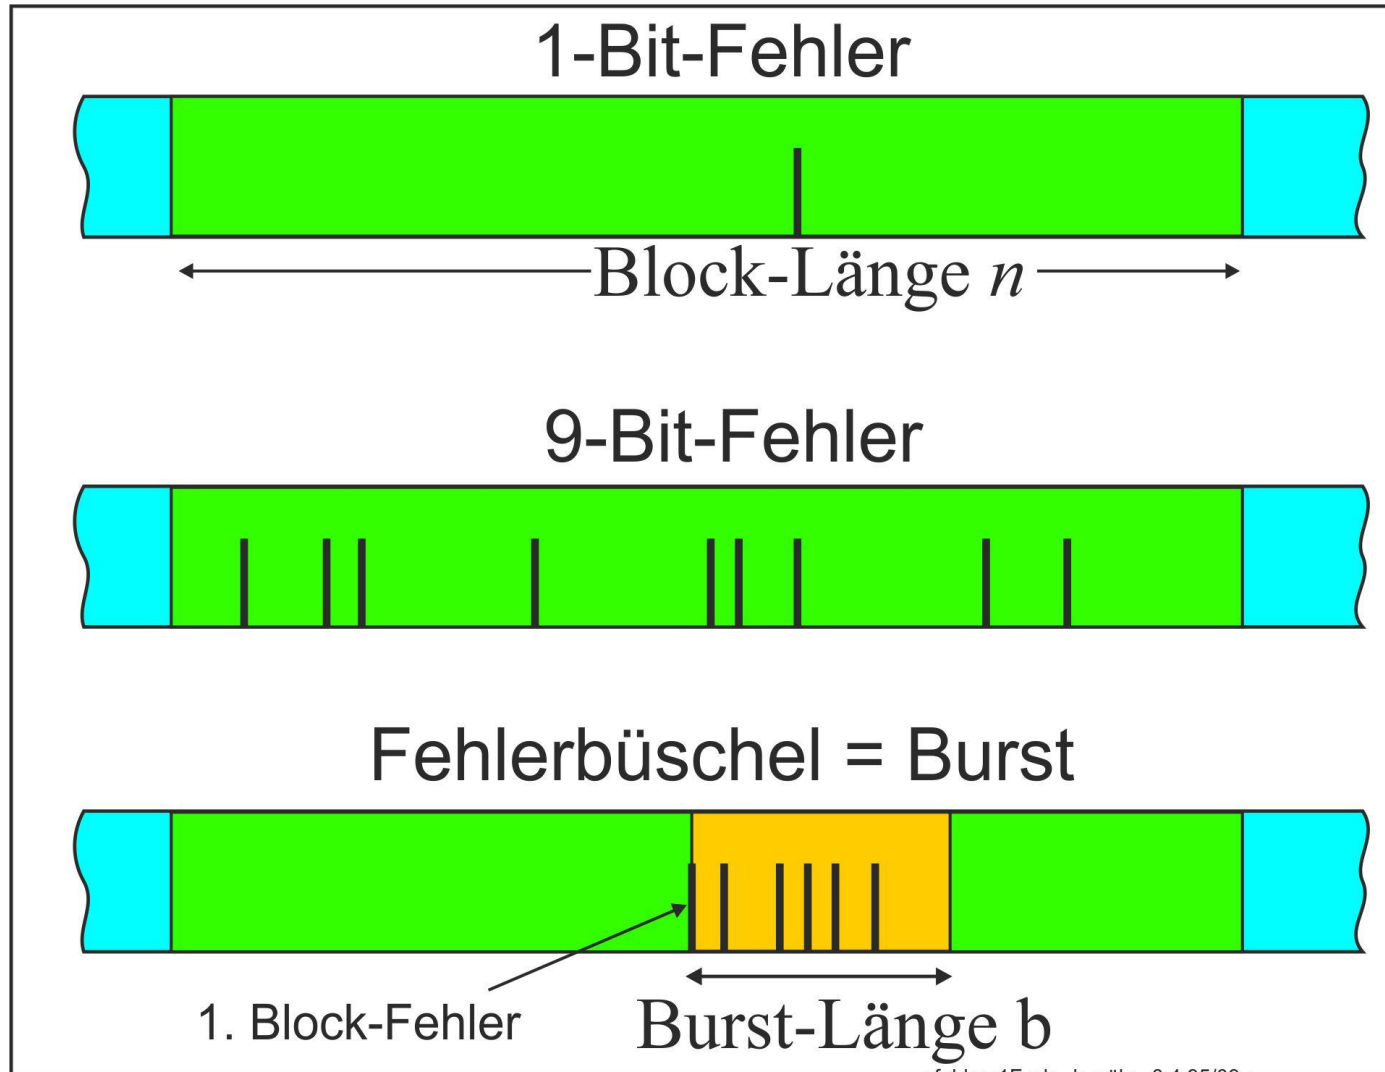 1-Bit-Fehler
Block-Länge n
9-Bit-Fehler
Fehlerbüschel = Burst
1. Block-Fehler
Burst-Länge b